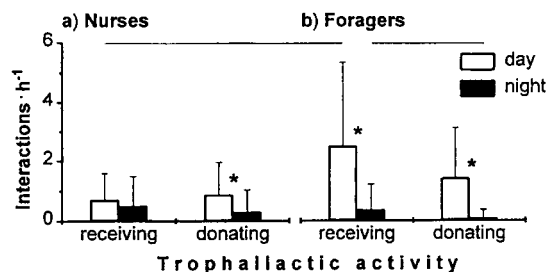 a) Nurses
b) Foragers
6
4
2
0
Interactions · h-1
day
night
*
*
*
receiving
donating
receiving
donating
Trophallactic activity